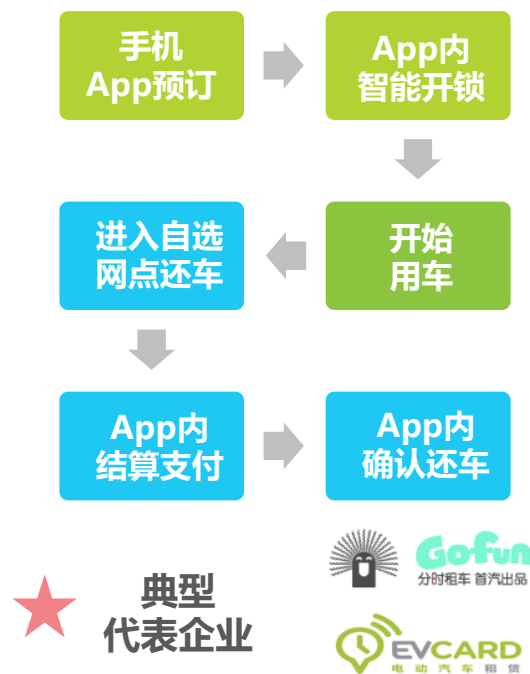 手机
App预订
App内
智能开锁
开始
用车
进入自选
网点还车
App内
结算支付
App内
确认还车
典型
代表企业
Gofun
分时租车 首汽出品
EVCARD
电动汽车租赁